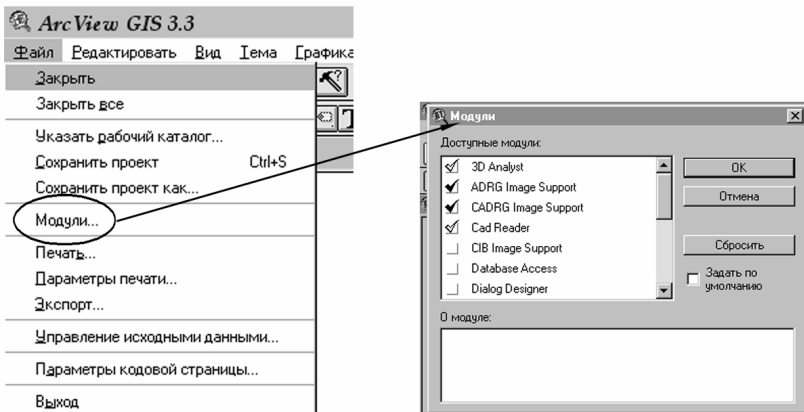 ArcView GIS 3.3
Файл Редактировать Вид Тема Графика
Закрыть
Закрыть все
Указать рабочий каталог...
Сохранить проект Ctrl+S
Сохранить проект как...
Модули...
Печать...
Параметры печати...
Экспорт...
Управление исходными данными...
Параметры кодовой страницы...
Выход
Модули
Доступные модули:
3D Analyst
ADRG Image Support
CADRG Image Support
Cad Reader
CIB Image Support
Database Access
Dialog Designer
OK
Отмена
Сбросить
Задать по
умолчанию
О модуле: